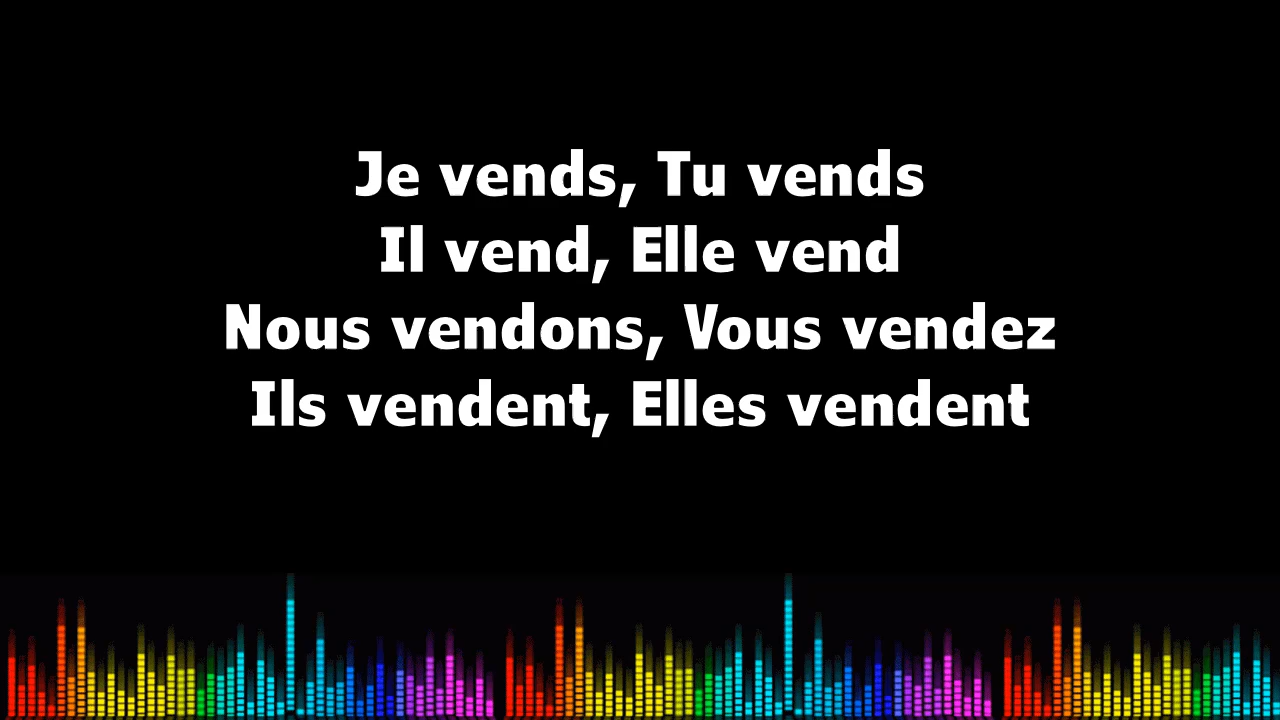 Je vends, Tu vends
Il vend, Elle vend
Nous vendons, Vous vendez
Ils vendent, Elles vendent